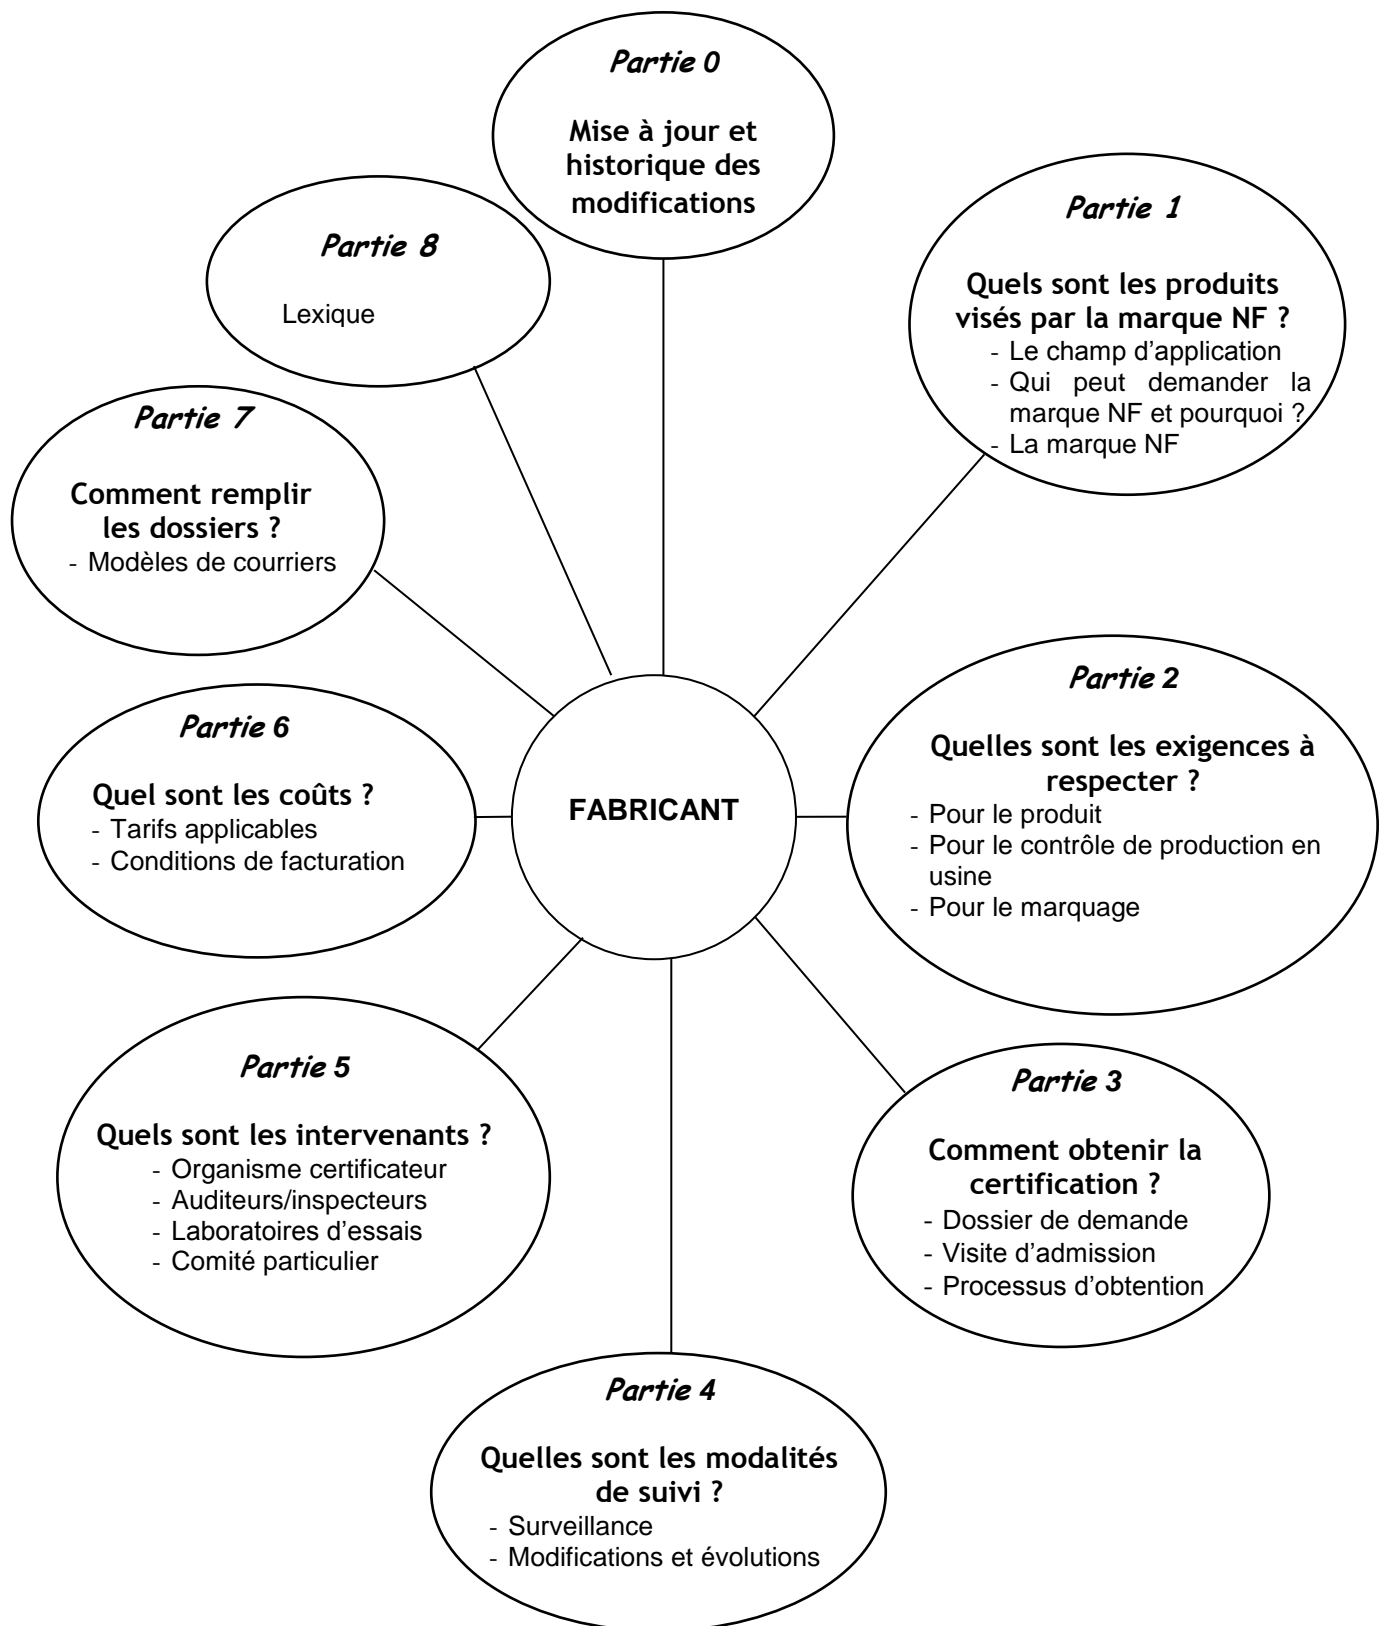 Partie 0
Mise à jour et
historique des
modifications
Partie 1
Quels sont les produits
visés par la marque NF ?
- Le champ d'application
- Qui peut demander la
marque NF et pourquoi ?
- La marque NF
Partie 2
Quelles sont les exigences à
respecter ?
- Pour le produit
- Pour le contrôle de production en
usine
- Pour le marquage
Partie 3
Comment obtenir la
certification ?
- Dossier de demande
- Visite d'admission
- Processus d'obtention
Partie 4
Quelles sont les modalités
de suivi ?
- Surveillance
- Modifications et évolutions
Partie 5
Quels sont les intervenants ?
- Organisme certificateur
- Auditeurs/inspecteurs
- Laboratoires d'essais
- Comité particulier
Partie 6
Quel sont les coûts ?
- Tarifs applicables
- Conditions de facturation
Partie 7
Comment remplir
les dossiers ?
- Modèles de courriers
Partie 8
Lexique
FABRICANT